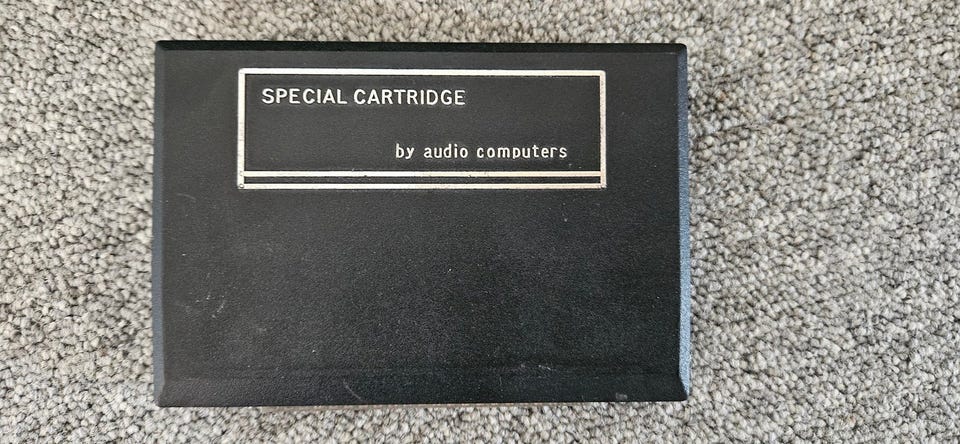 SPECIAL CARTRIDGE
by audio computers